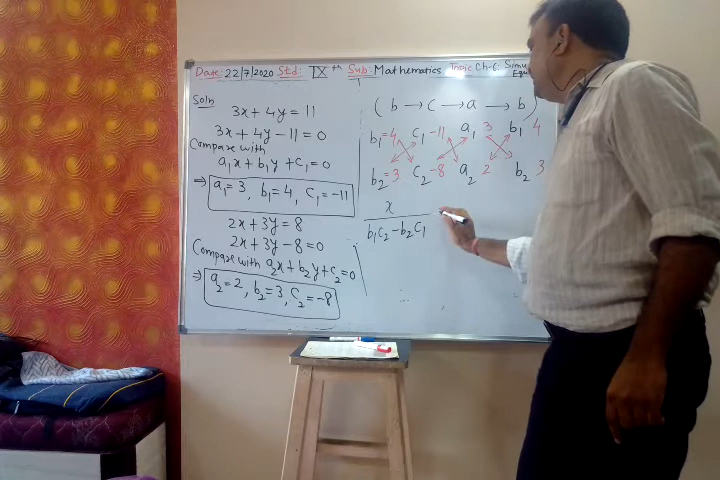 Date: 22/7/2020 Std: IXth Sub: Mathematics Topic Ch-6: Simu
Equ
Soln
3x + 4y = 11
3x + 4y - 11 = 0
Compare with
a₁x + b₁y + c₁ = 0
⇒ a₁ = 3, b₁ = 4, c₁ = -11
2x + 3y = 8
2x + 3y - 8 = 0
Compare with a₂x + b₂y + c₂ = 0
⇒ a₂ = 2, b₂ = 3, c₂ = -8
( b → c → a → b )
b₁=4 c₁ -11 a₁ 3 b₁ 4
b₂=3 c₂ -8 a₂ 2 b₂ 3
x
b₁c₂ - b₂c₁